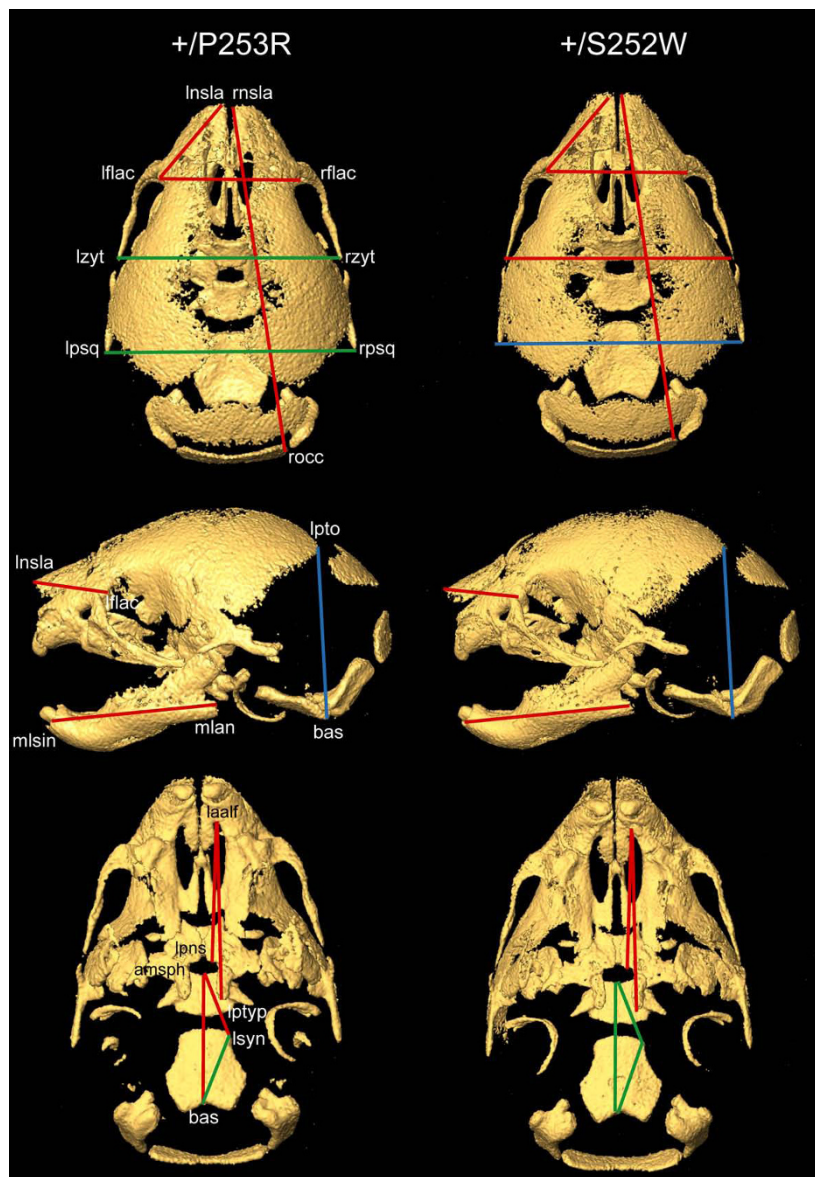 +/P253R +/S252W
lnsla rnsla
lflac rflac
lzyt rzyt
lpsq rpsq
rocc
lpto
lnsla
lflac
mlsin mlan bas
laalf
lpns
amsph
lptyp
lsyn
bas